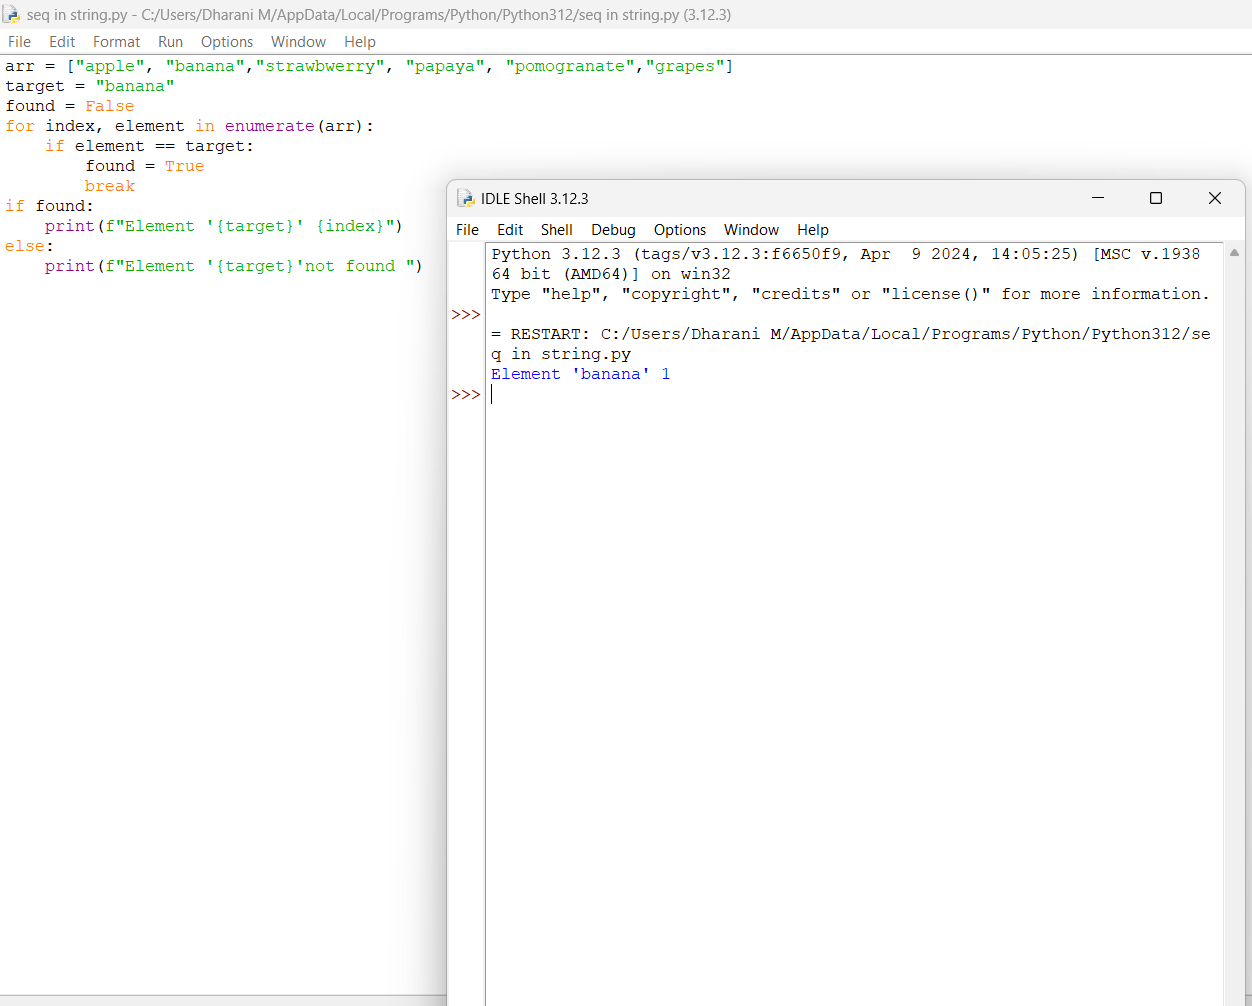 seq in string.py - C:/Users/Dharani M/AppData/Local/Programs/Python/Python312/seq in string.py (3.12.3)
File Edit Format Run Options Window Help
arr = ["apple", "banana","strawbwerry", "papaya", "pomogranate","grapes"]
target = "banana"
found = False
for index, element in enumerate(arr):
    if element == target:
        found = True
        break
if found:
    print(f"Element '{target}' {index}")
else:
    print(f"Element '{target}'not found ")
IDLE Shell 3.12.3
File Edit Shell Debug Options Window Help
Python 3.12.3 (tags/v3.12.3:f6650f9, Apr  9 2024, 14:05:25) [MSC v.1938
64 bit (AMD64)] on win32
Type "help", "copyright", "credits" or "license()" for more information.
>>>
= RESTART: C:/Users/Dharani M/AppData/Local/Programs/Python/Python312/se
q in string.py
Element 'banana' 1
>>>